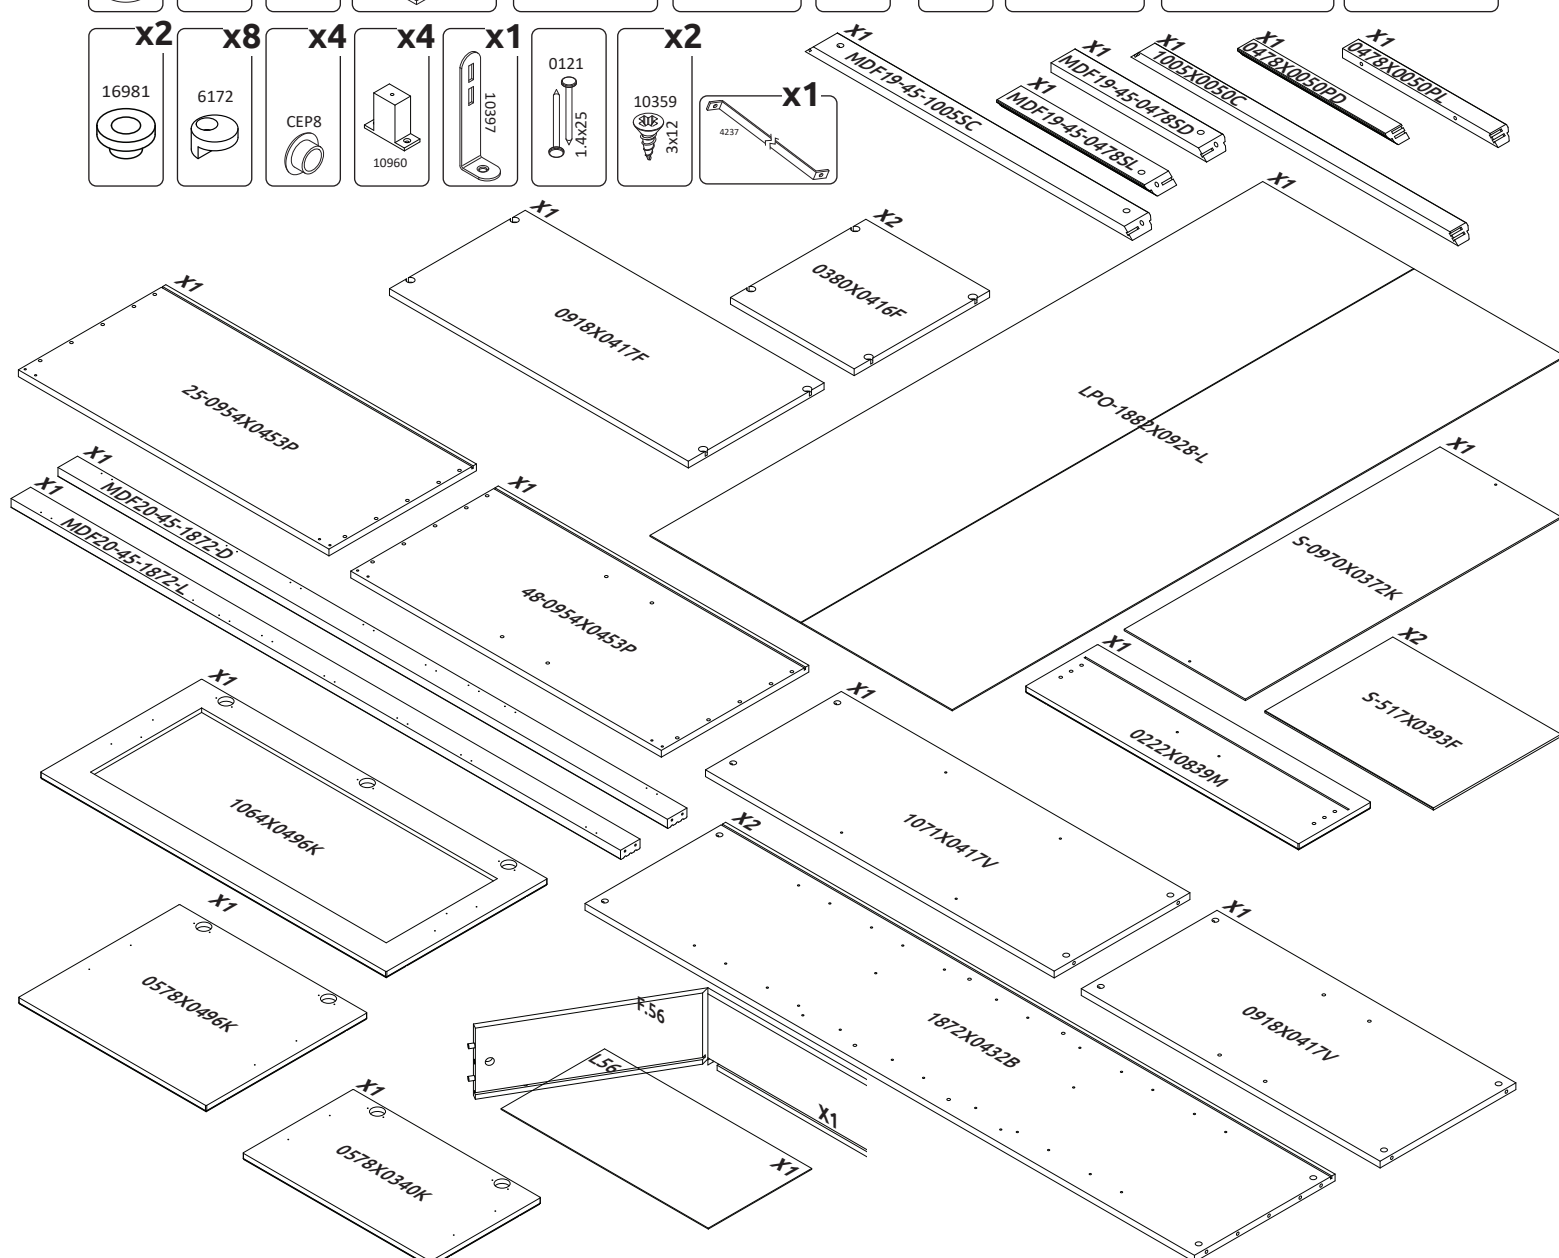 x2
16981
x8
6172
x4
CEP8
x4
10960
x1
10397
0121
1.4x25
x2
10359
3x12
x1
4237
X1
MDF19-45-1005SC
X1
MDF19-45-0478SL
X1
MDF19-45-0478SD
X1
1005X0050C
X1
0478X0050PD
X1
0478X0050PL
X1
25-0954X0453P
X1
0918X0417F
X2
0380X0416F
X1
LPO-1882X0928-L
X1
MDF20-45-1872-D
X1
MDF20-45-1872-L
X1
48-0954X0453P
X1
S-0970X0372K
X2
S-517X0393F
X1
0222X0839M
X1
1064X0496K
X1
1071X0417V
X2
1872X0432B
X1
0918X0417V
X1
0578X0496K
X1
0578X0340K
F.56
X1
L56
X1